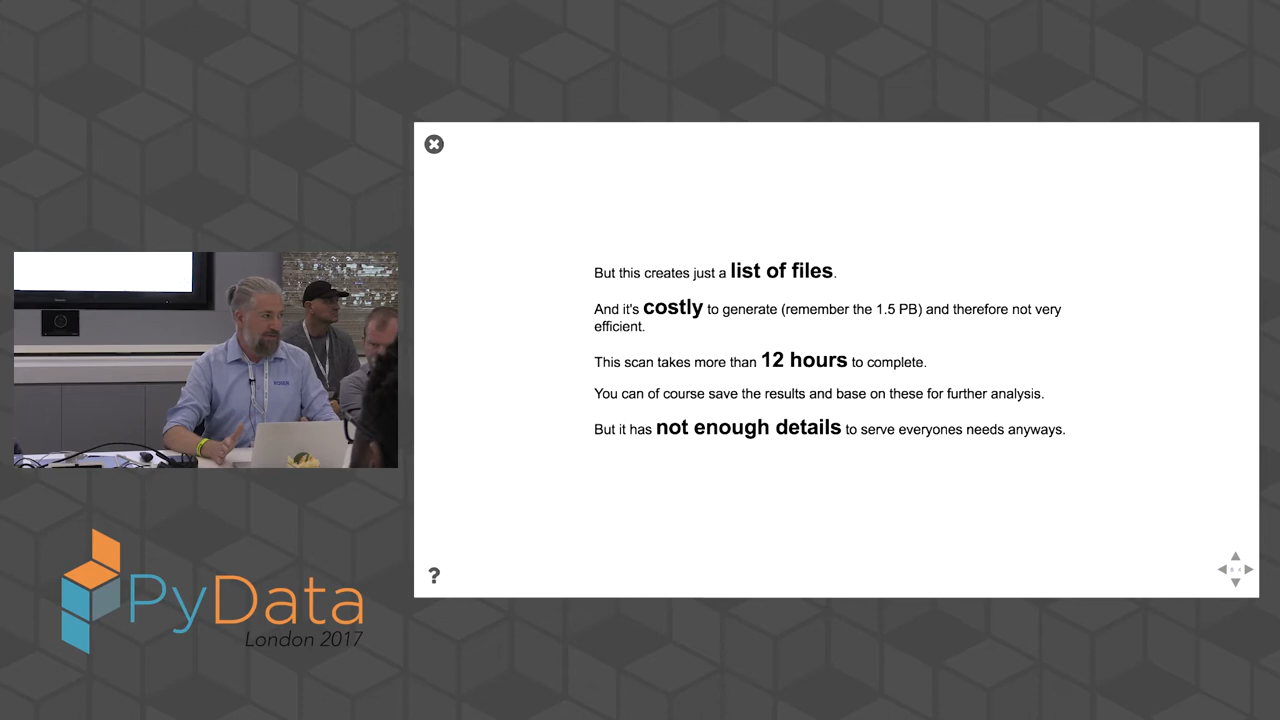 But this creates just a list of files.
And it's costly to generate (remember the 1.5 PB) and therefore not very
efficient.
This scan takes more than 12 hours to complete.
You can of course save the results and base on these for further analysis.
But it has not enough details to serve everyones needs anyways.
?
PyData
London 2017